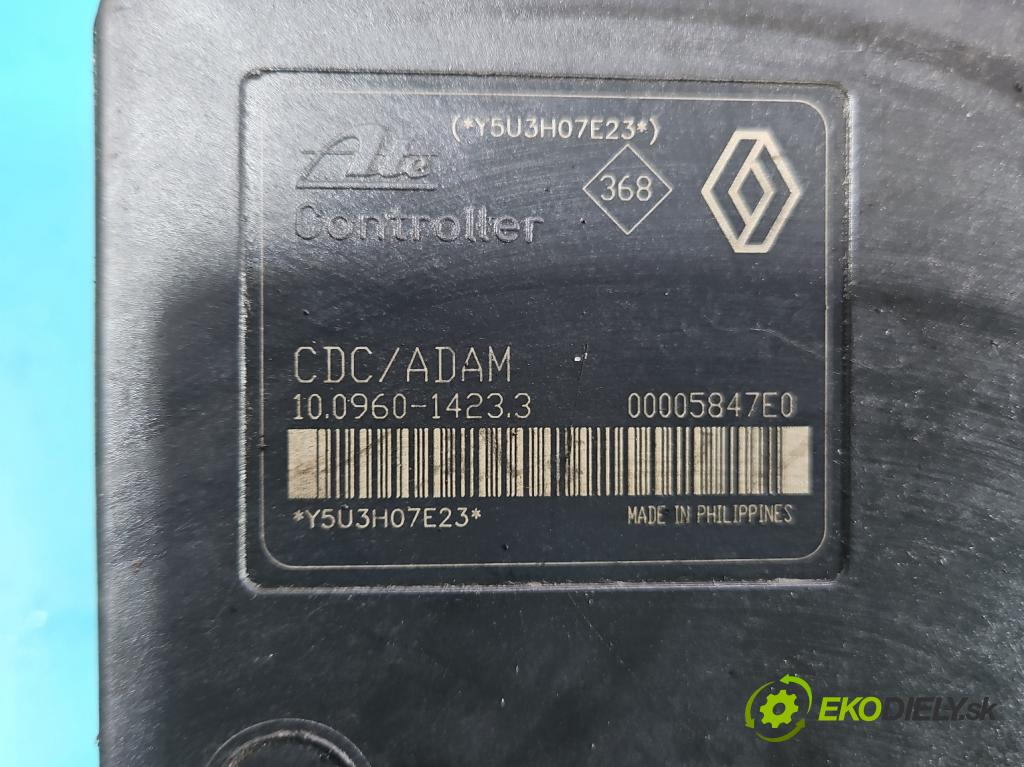 (*Y5U3H07E23*)
Ate
368
Controller
CDC/ADAM
10.0960-1423.3 00005847E0
*Y5U3H07E23* MADE IN PHILIPPINES
EKODIELY.sk